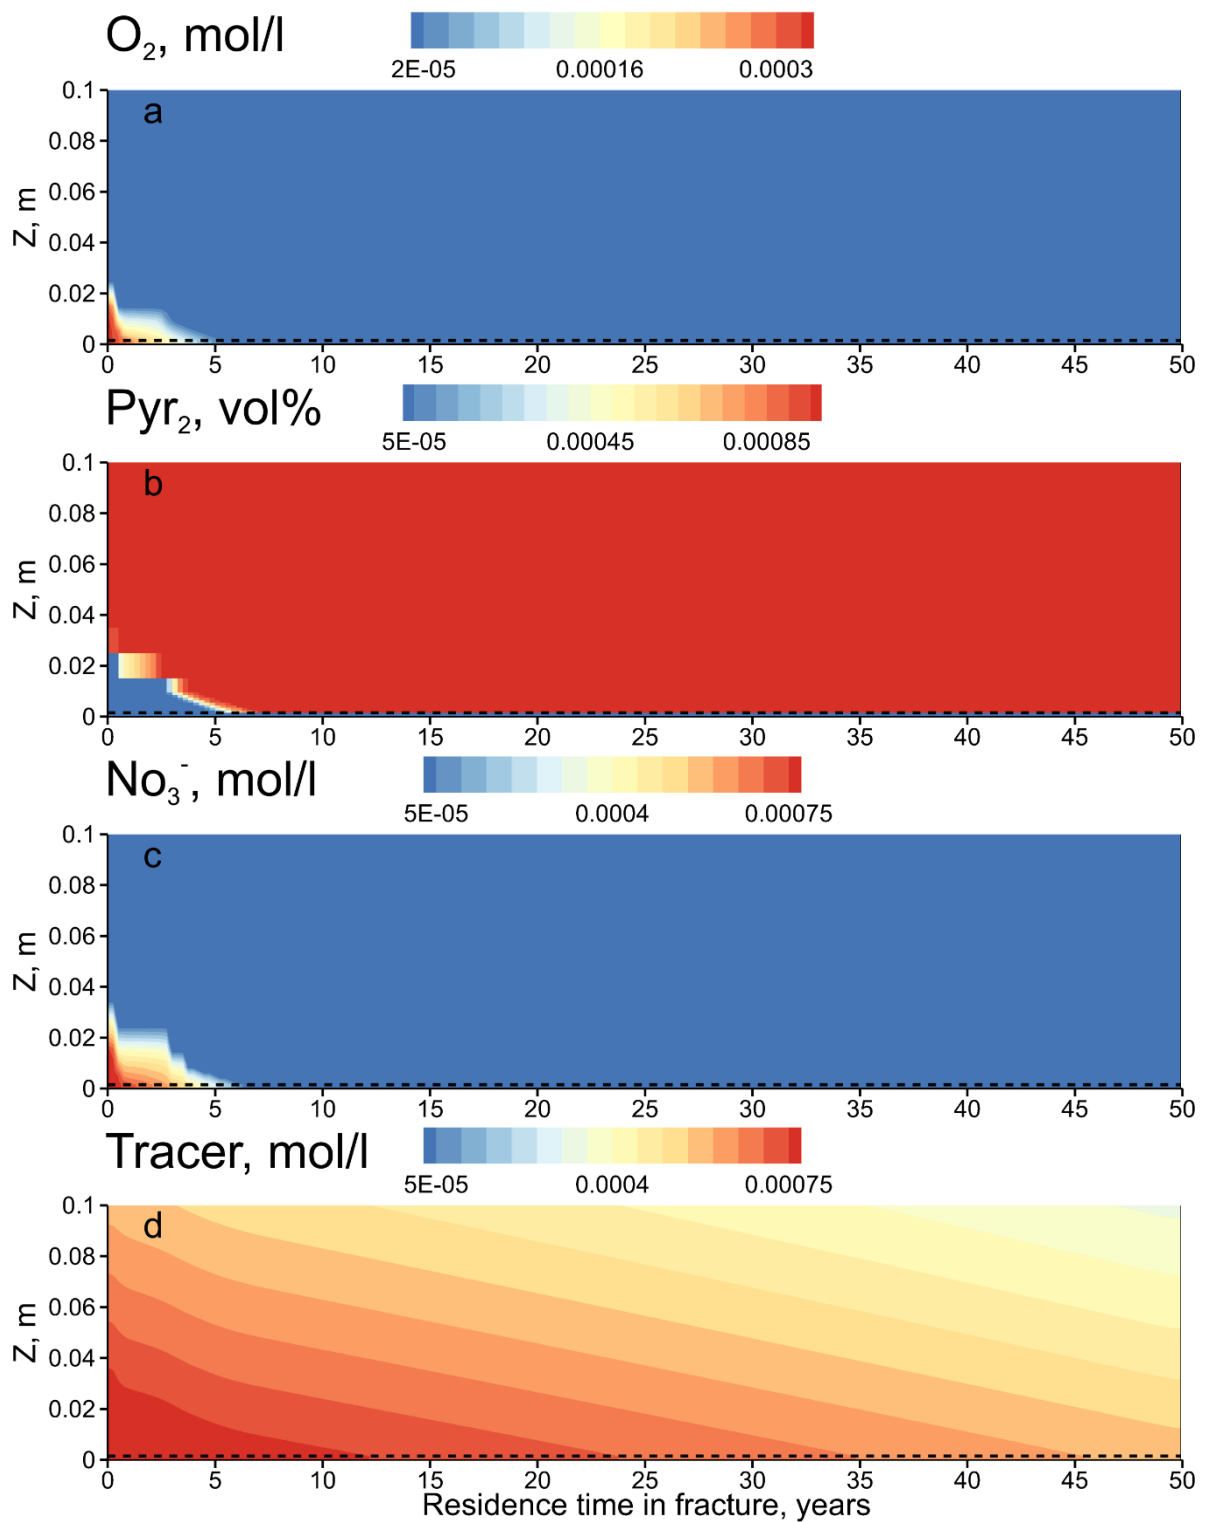 O₂, mol/l
2E-05 0.00016 0.0003
a
Z, m
0.1
0.08
0.06
0.04
0.02
0
0 5 10 15 20 25 30 35 40 45 50
Pyr₂, vol%
5E-05 0.00045 0.00085
b
Z, m
0.1
0.08
0.06
0.04
0.02
0
0 5 10 15 20 25 30 35 40 45 50
No₃⁻, mol/l
5E-05 0.0004 0.00075
c
Z, m
0.1
0.08
0.06
0.04
0.02
0
0 5 10 15 20 25 30 35 40 45 50
Tracer, mol/l
5E-05 0.0004 0.00075
d
Z, m
0.1
0.08
0.06
0.04
0.02
0
0 5 10 15 20 25 30 35 40 45 50
Residence time in fracture, years